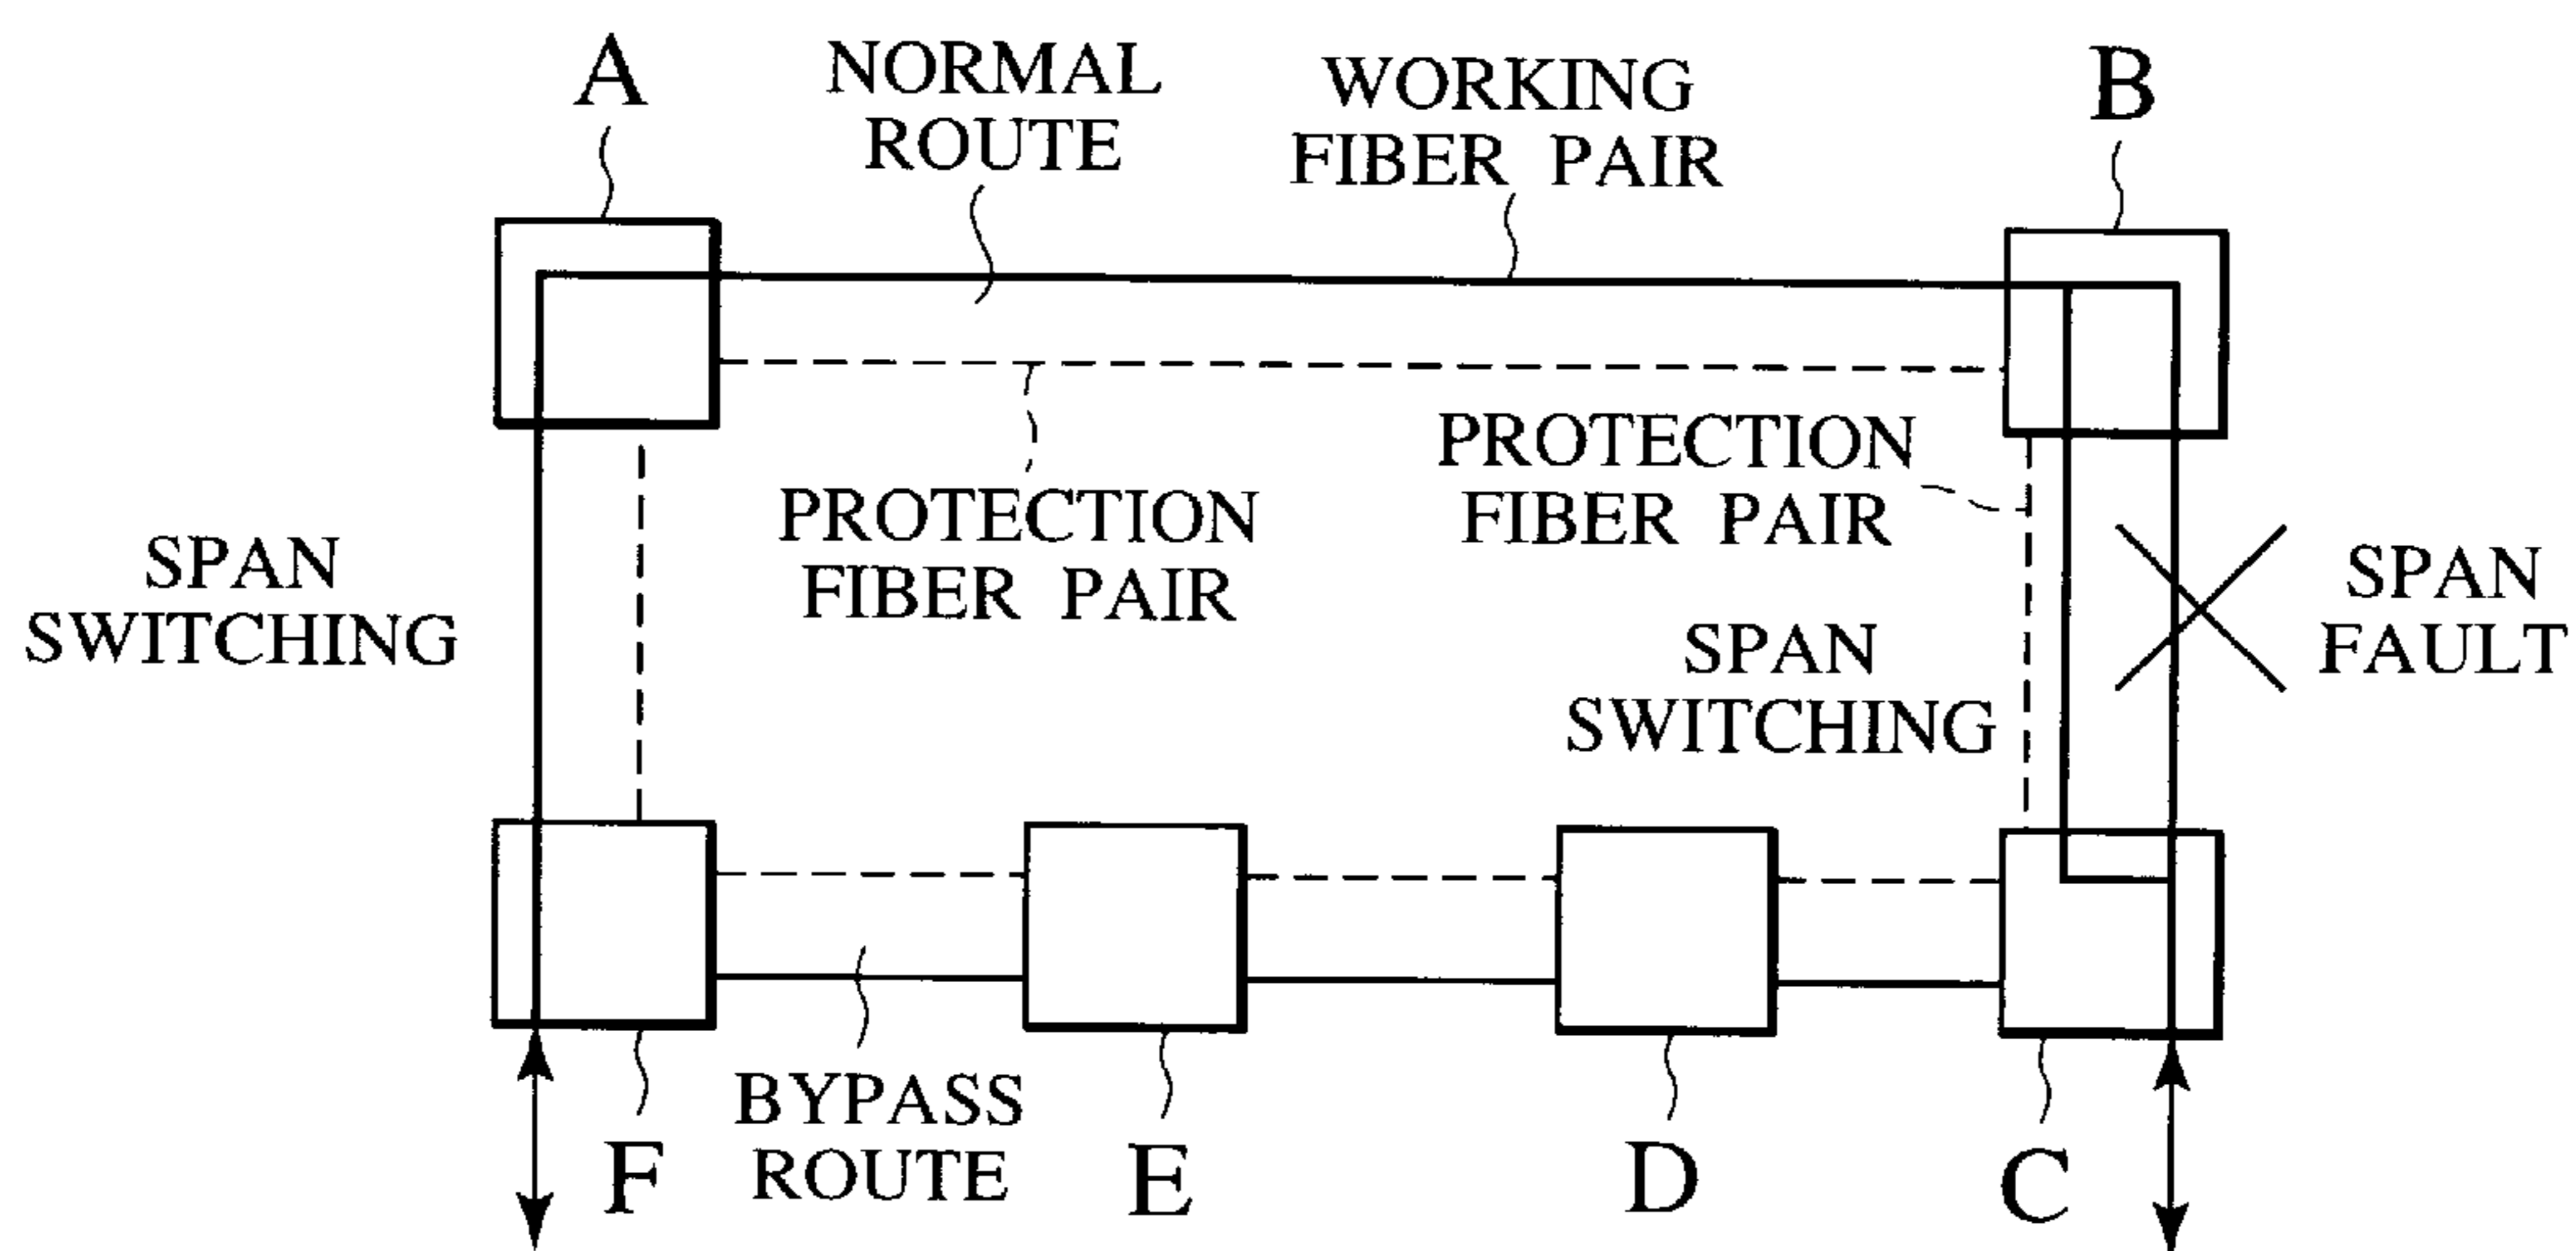 A
NORMAL
ROUTE
WORKING
FIBER PAIR
B
PROTECTION
FIBER PAIR
PROTECTION
FIBER PAIR
SPAN
SWITCHING
SPAN
FAULT
SPAN
SWITCHING
BYPASS
ROUTE
F
E
D
C